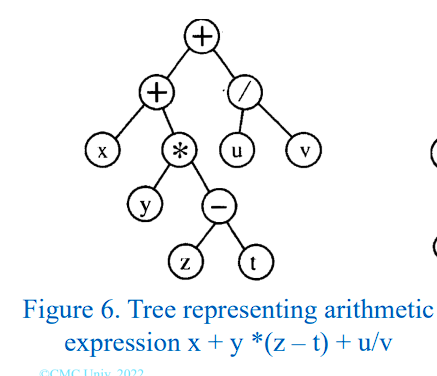 +
+ /
x * u v
y −
z t
Figure 6. Tree representing arithmetic
expression x + y *(z – t) + u/v
©CMC Univ. 2022